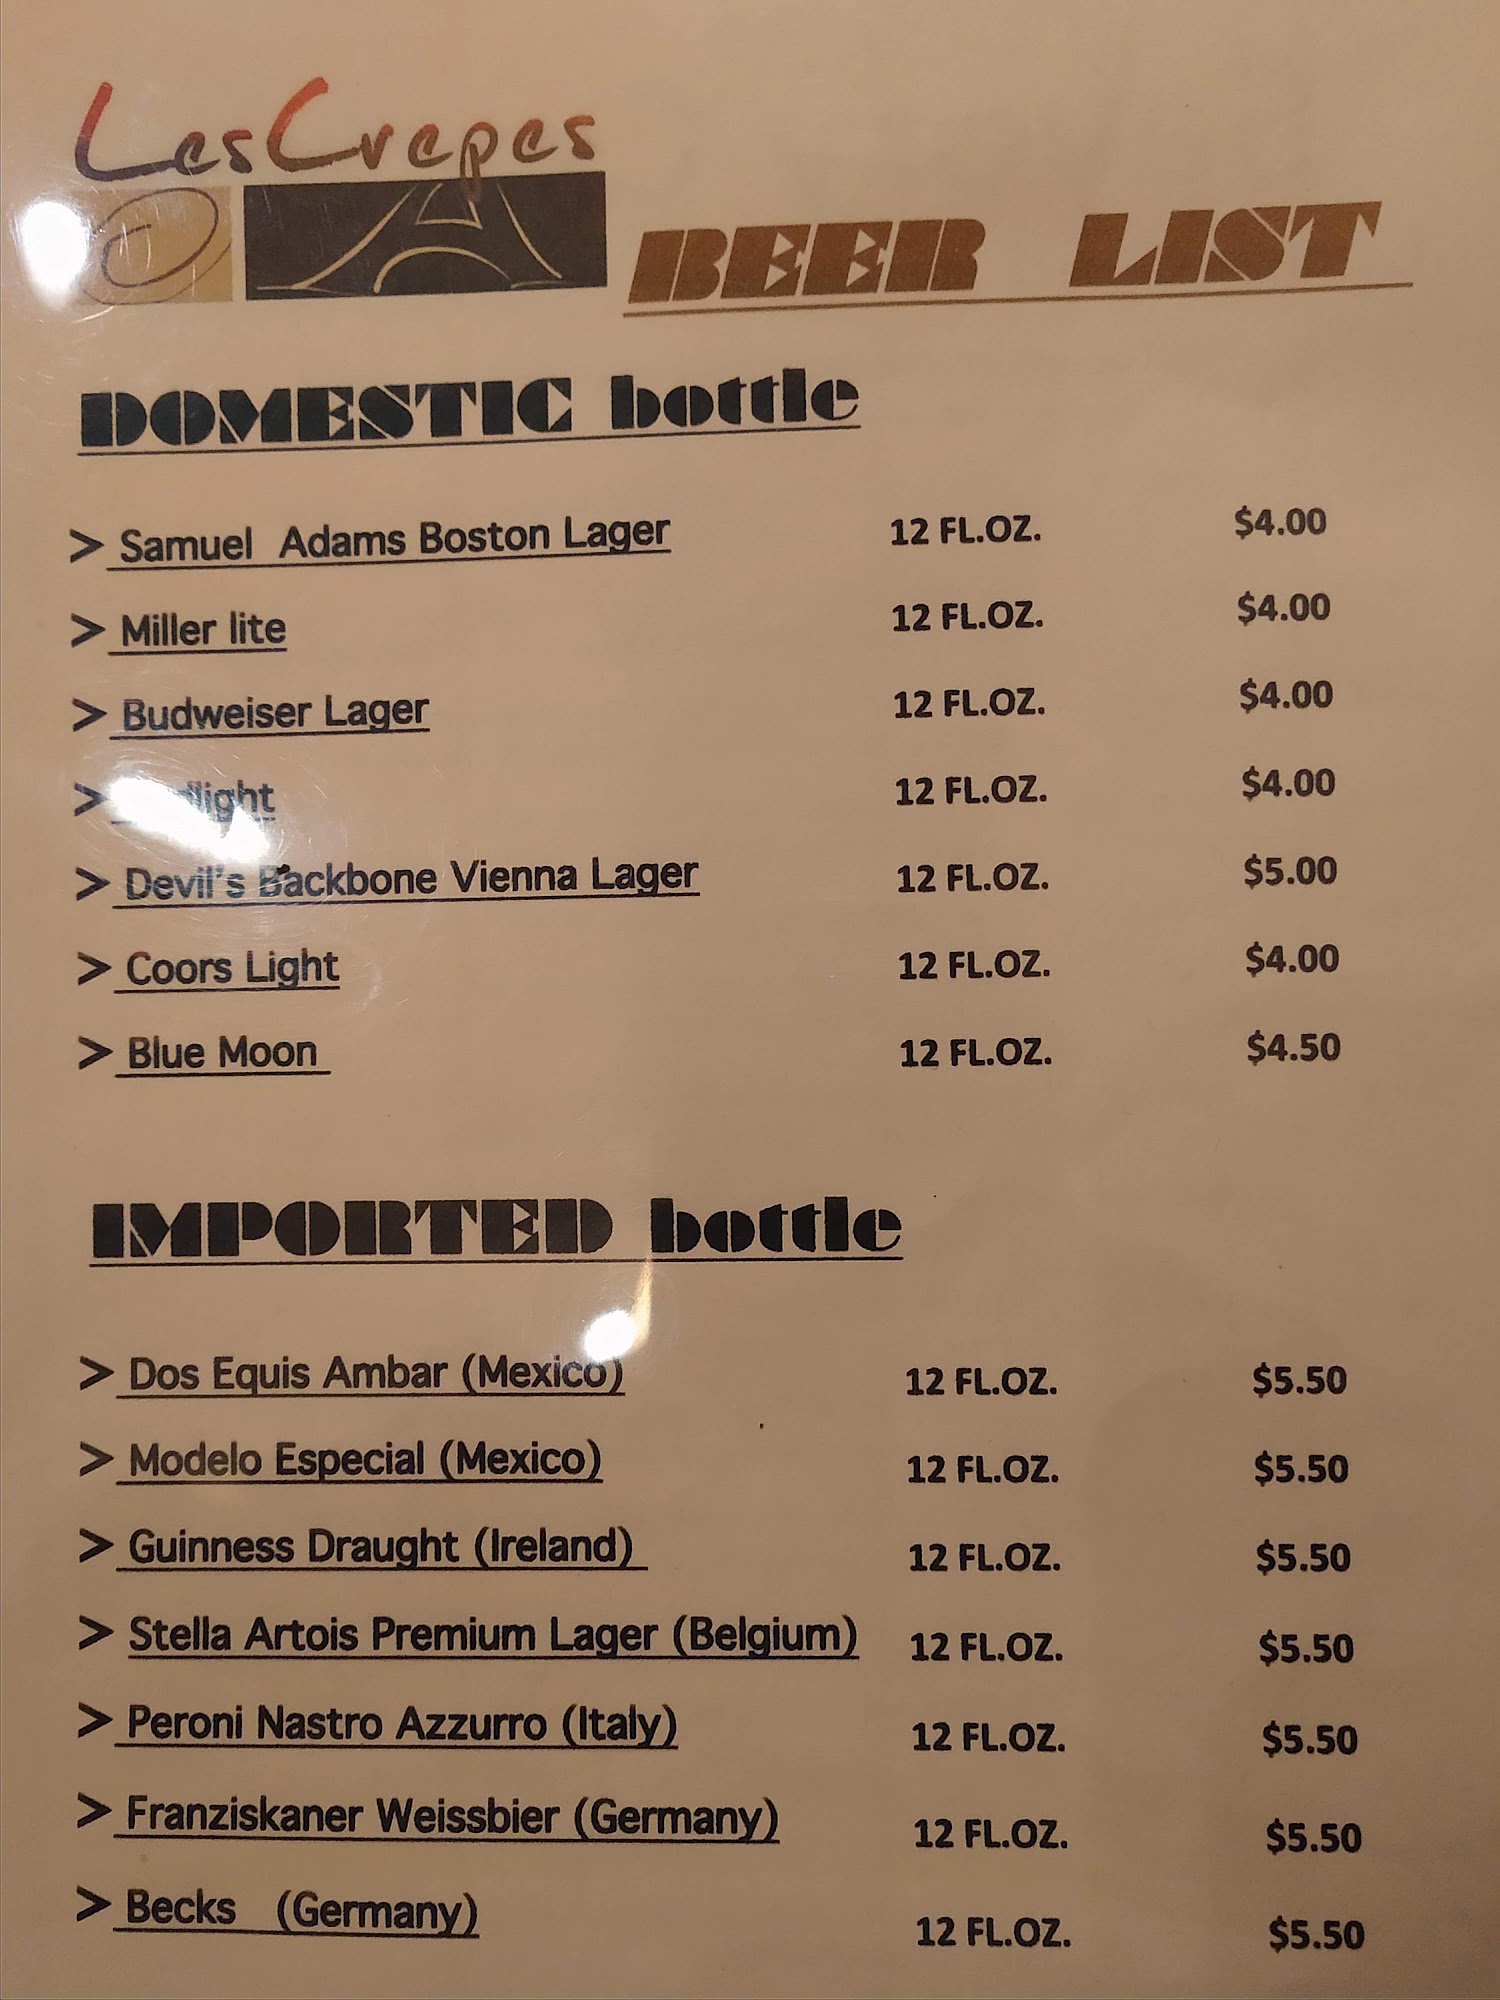 LesCrepes
BEER LIST
DOMESTIC bottle
> Samuel Adams Boston Lager 12 FL.OZ. $4.00
> Miller lite 12 FL.OZ. $4.00
> Budweiser Lager 12 FL.OZ. $4.00
> 12 FL.OZ. $4.00
> Devil's Backbone Vienna Lager 12 FL.OZ. $5.00
> Coors Light 12 FL.OZ. $4.00
> Blue Moon 12 FL.OZ. $4.50
IMPORTED bottle
> Dos Equis Ambar (Mexico) 12 FL.OZ. $5.50
> Modelo Especial (Mexico) 12 FL.OZ. $5.50
> Guinness Draught (Ireland) 12 FL.OZ. $5.50
> Stella Artois Premium Lager (Belgium) 12 FL.OZ. $5.50
> Peroni Nastro Azzurro (Italy) 12 FL.OZ. $5.50
> Franziskaner Weissbier (Germany) 12 FL.OZ. $5.50
> Becks (Germany) 12 FL.OZ. $5.50